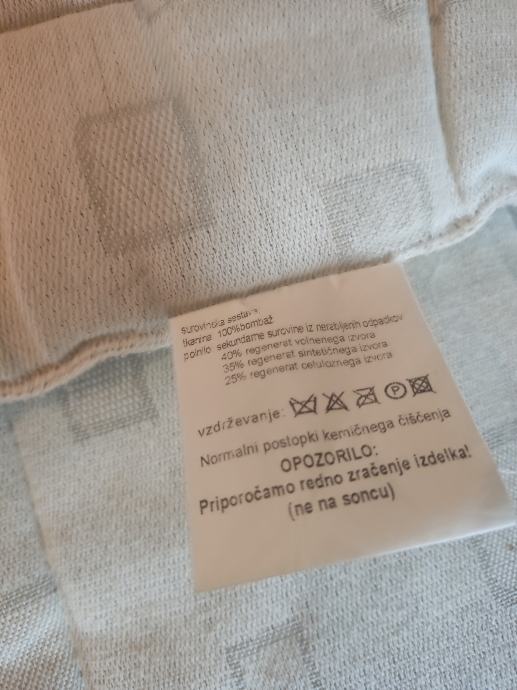 surovinska sestava:
tkanina 100%bombaž
polnilo sekundarne surovine iz nerabljenih odpadkov
40% regenerat volnenega izvora
35% regenerat sintetičnega izvora
25% regenerat celuloznega izvora
vzdrževanje: P
Normalni postopki kemičnega čiščenja
OPOZORILO:
Priporočamo redno zračenje izdelka!
(ne na soncu)